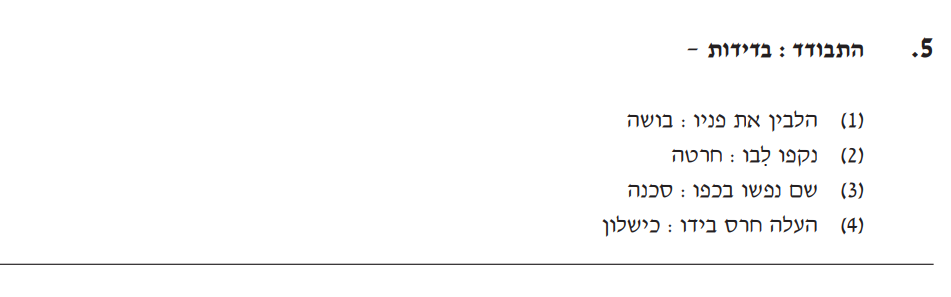 5. התבודד : בדידות –
(1) הלבין את פניו : בושה
(2) נקפו לִבו : חרטה
(3) שם נפשו בכפו : סכנה
(4) העלה חרס בידו : כישלון